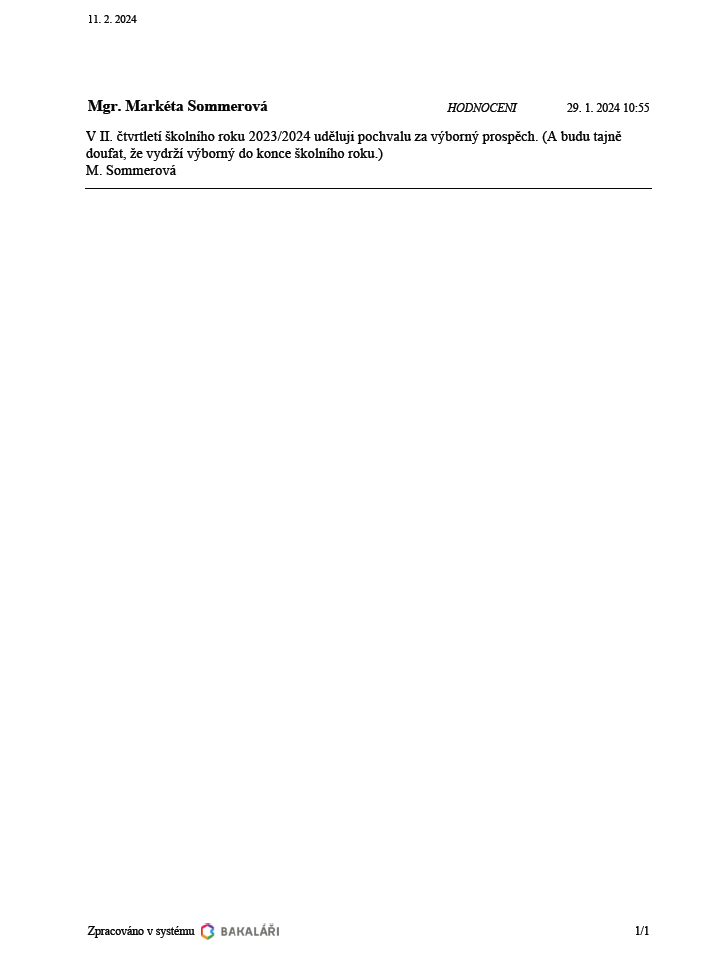 11. 2. 2024
Mgr. Markéta Sommerová HODNOCENI 29. 1. 2024 10:55
V II. čtvrtletí školního roku 2023/2024 uděluji pochvalu za výborný prospěch. (A budu tajně
doufat, že vydrží výborný do konce školního roku.)
M. Sommerová
Zpracováno v systému BAKALÁŘI 1/1